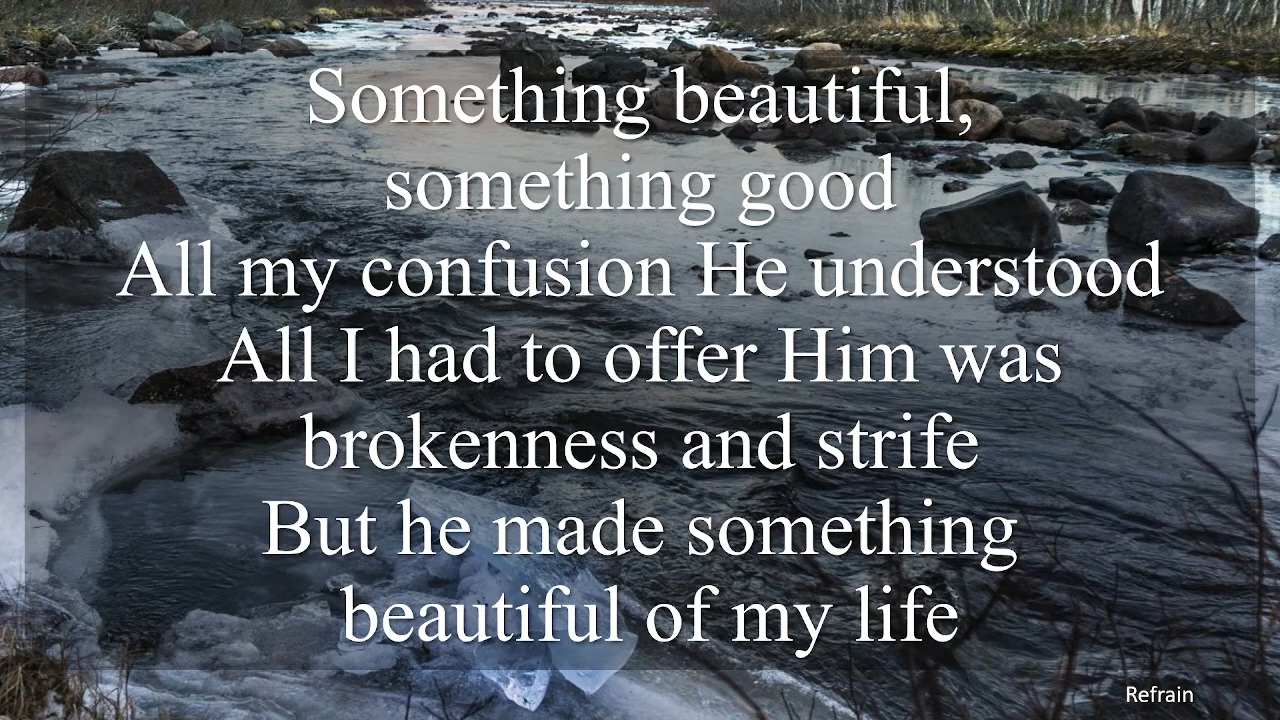 Something beautiful,
something good
All my confusion He understood
All I had to offer Him was
brokenness and strife
But he made something
beautiful of my life
Refrain